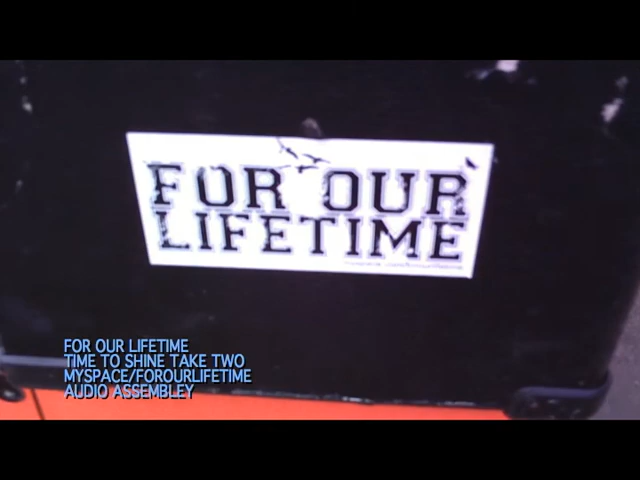 FOR OUR
LIFETIME
FOR OUR LIFETIME
TIME TO SHINE TAKE TWO
MYSPACE/FOROURLIFETIME
AUDIO ASSEMBLEY